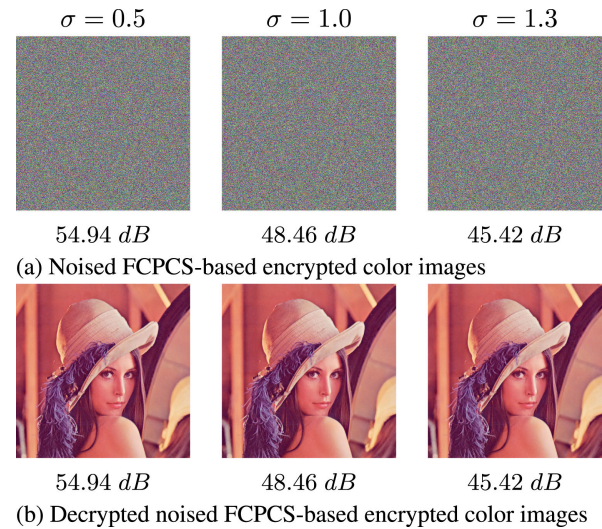 σ = 0.5 σ = 1.0 σ = 1.3
54.94 dB 48.46 dB 45.42 dB
(a) Noised FCPCS-based encrypted color images
54.94 dB 48.46 dB 45.42 dB
(b) Decrypted noised FCPCS-based encrypted color images